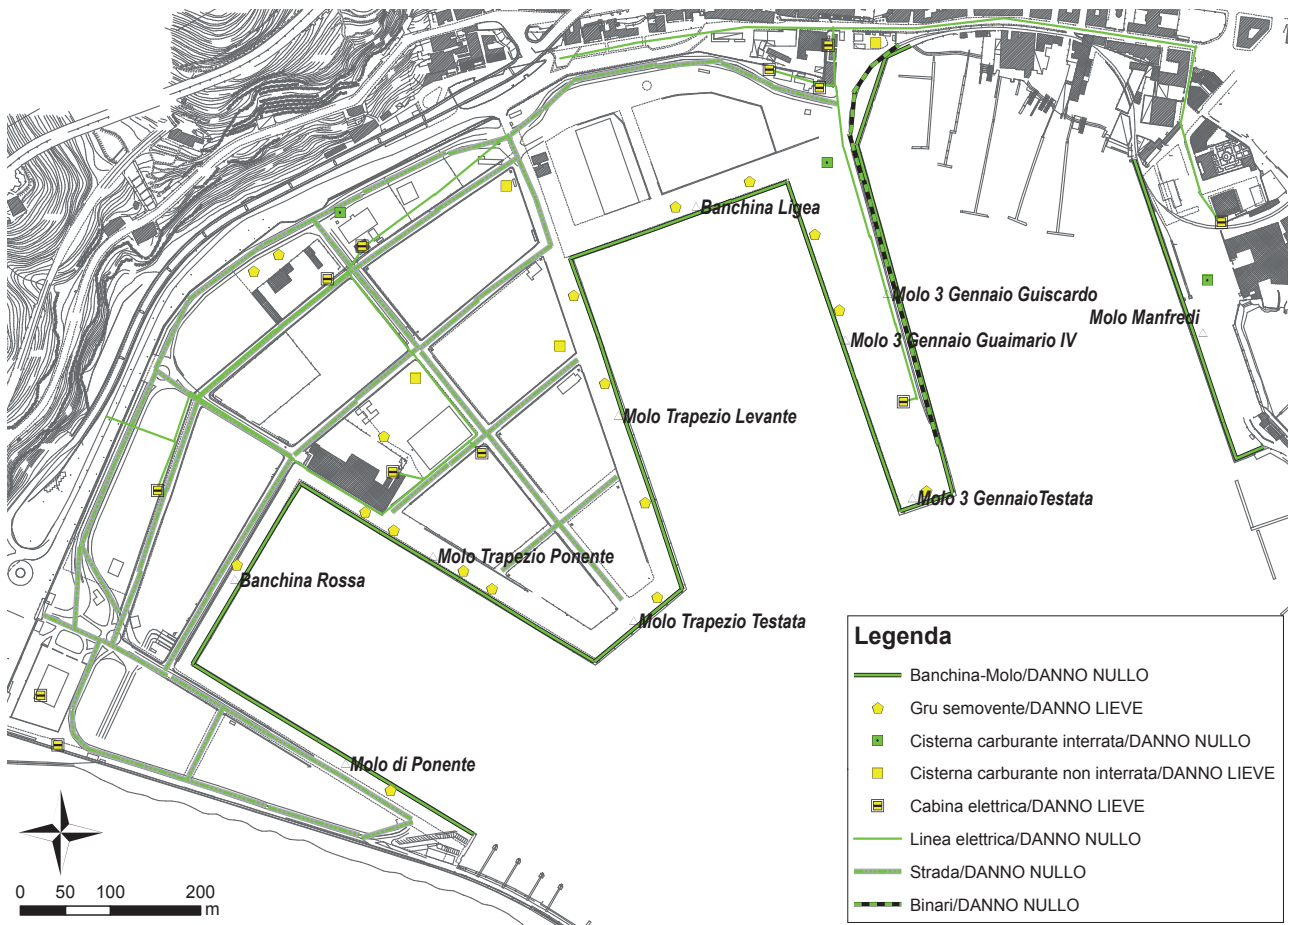 Banchina Ligea
Molo 3 Gennaio Guiscardo
Molo Manfredi
Molo 3 Gennaio Guaimario IV
Molo Trapezio Levante
Molo 3 GennaioTestata
Molo Trapezio Ponente
Banchina Rossa
Molo Trapezio Testata
Molo di Ponente
Legenda
Banchina-Molo/DANNO NULLO
Gru semovente/DANNO LIEVE
Cisterna carburante interrata/DANNO NULLO
Cisterna carburante non interrata/DANNO LIEVE
Cabina elettrica/DANNO LIEVE
Linea elettrica/DANNO NULLO
Strada/DANNO NULLO
Binari/DANNO NULLO
0 50 100 200
m